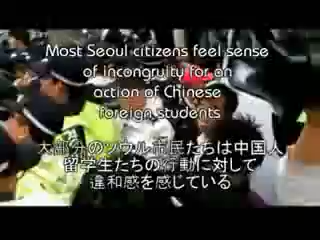 Most Seoul citizens feel sense
of incongruity for an
action of Chinese
foreign students
大部分のソウル市民たちは中国人
留学生たちの行動に対して
違和感を感じている